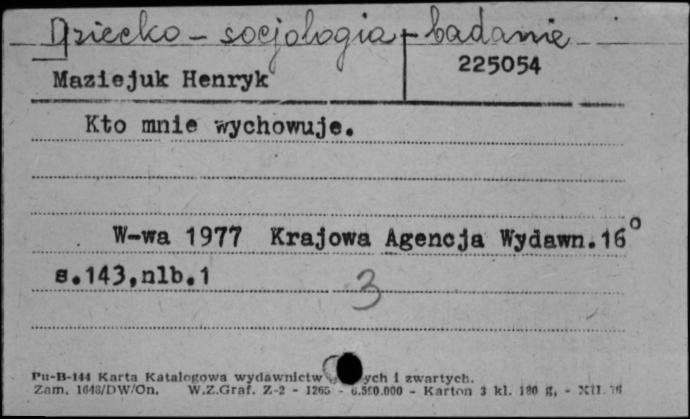 Dziecko - socjologia - badanie
Maziejuk Henryk
225054
Kto mnie wychowuje.
W-wa 1977 Krajowa Agencja Wydawn. 16°
s.143,nlb.1
3
Pu-B-144 Karta Katalogowa wydawnictw ych i zwartych.
Zam. 1648/DW/On. W.Z.Graf. Z-2 - 1265 - 6.500.000 - Karton 3 kl. 180 g, - XII.76